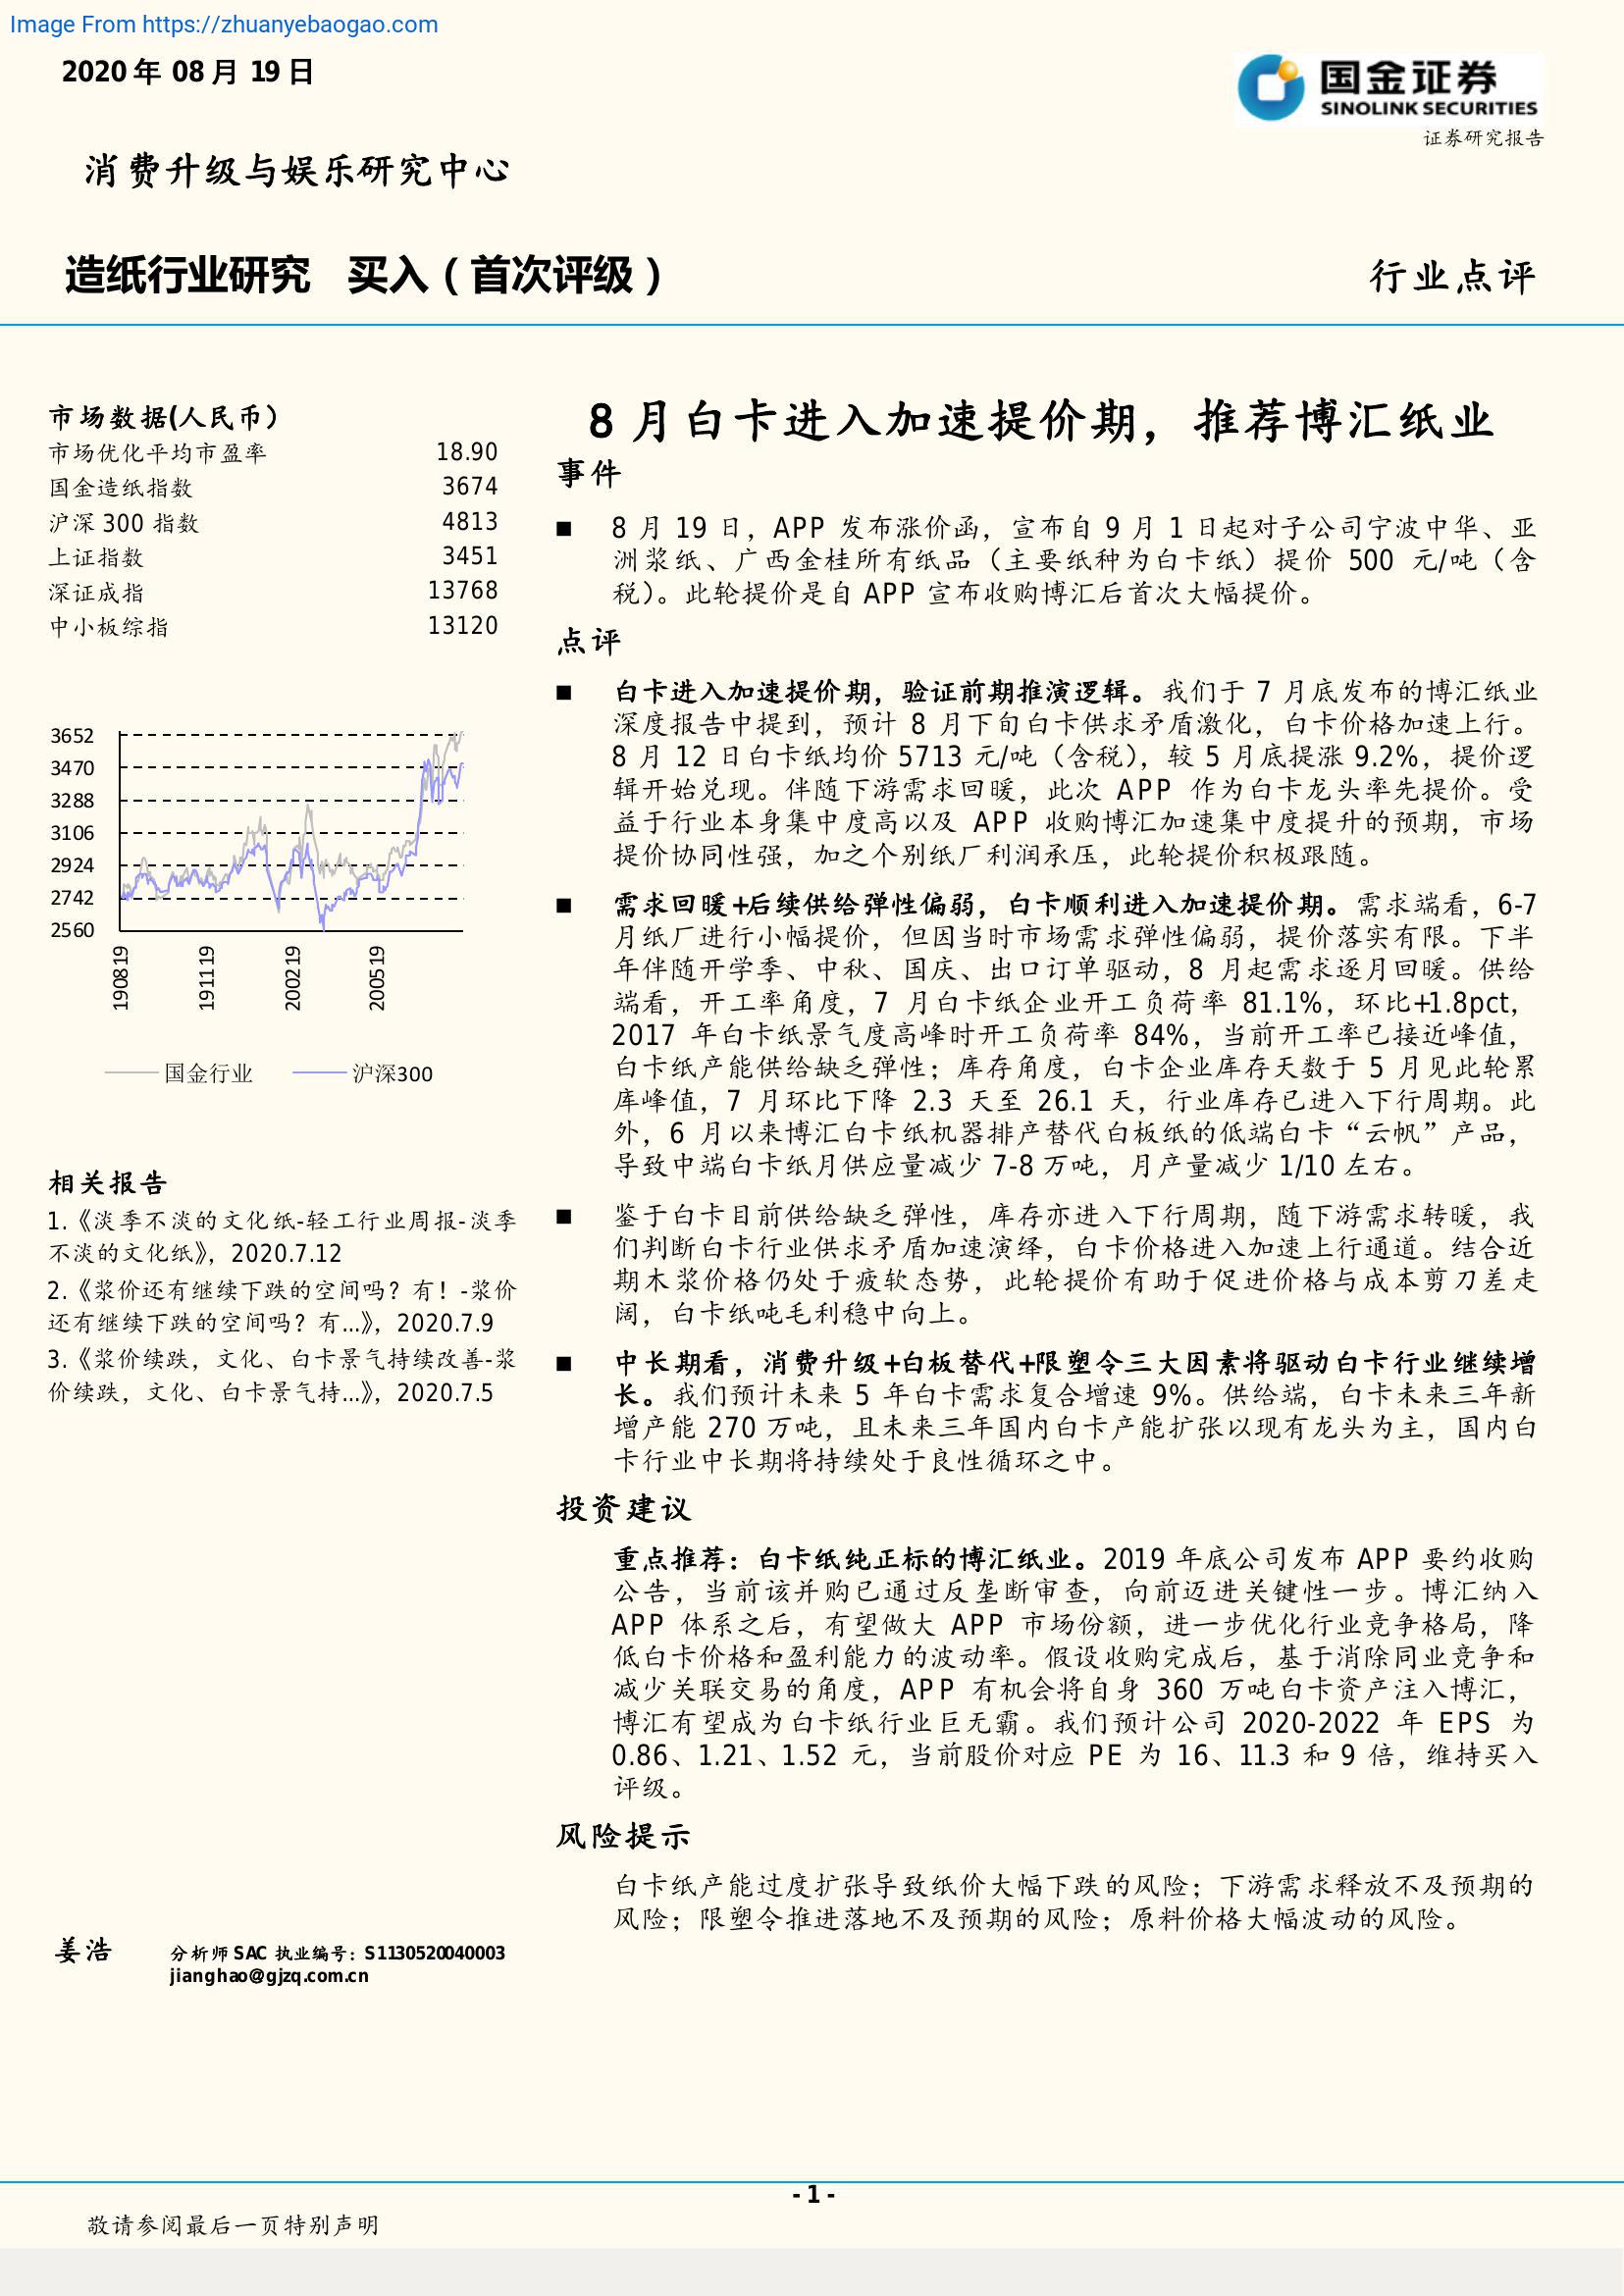 Image From https://zhuanyebaogao.com
2020 年 08 月 19 日
国金证券
SINOLINK SECURITIES
证券研究报告
消费升级与娱乐研究中心
造纸行业研究 买入（首次评级）
行业点评
市场数据(人民币）
市场优化平均市盈率 18.90
国金造纸指数 3674
沪深 300 指数 4813
上证指数 3451
深证成指 13768
中小板综指 13120
3652
3470
3288
3106
2924
2742
2560
190819
191119
200219
200519
国金行业 沪深300
相关报告
1.《淡季不淡的文化纸-轻工行业周报-淡季
不淡的文化纸》，2020.7.12
2.《浆价还有继续下跌的空间吗？有！-浆价
还有继续下跌的空间吗？有...》，2020.7.9
3.《浆价续跌，文化、白卡景气持续改善-浆
价续跌，文化、白卡景气持...》，2020.7.5
姜浩 分析师 SAC 执业编号：S1130520040003
jianghao@gjzq.com.cn
8 月白卡进入加速提价期，推荐博汇纸业
事件
■ 8 月 19 日，APP 发布涨价函，宣布自 9 月 1 日起对子公司宁波中华、亚
洲浆纸、广西金桂所有纸品（主要纸种为白卡纸）提价 500 元/吨（含
税）。此轮提价是自 APP 宣布收购博汇后首次大幅提价。
点评
■ 白卡进入加速提价期，验证前期推演逻辑。我们于 7 月底发布的博汇纸业
深度报告中提到，预计 8 月下旬白卡供求矛盾激化，白卡价格加速上行。
8 月 12 日白卡纸均价 5713 元/吨（含税），较 5 月底提涨 9.2%，提价逻
辑开始兑现。伴随下游需求回暖，此次 APP 作为白卡龙头率先提价。受
益于行业本身集中度高以及 APP 收购博汇加速集中度提升的预期，市场
提价协同性强，加之个别纸厂利润承压，此轮提价积极跟随。
■ 需求回暖+后续供给弹性偏弱，白卡顺利进入加速提价期。需求端看，6-7
月纸厂进行小幅提价，但因当时市场需求弹性偏弱，提价落实有限。下半
年伴随开学季、中秋、国庆、出口订单驱动，8 月起需求逐月回暖。供给
端看，开工率角度，7 月白卡纸企业开工负荷率 81.1%，环比+1.8pct，
2017 年白卡纸景气度高峰时开工负荷率 84%，当前开工率已接近峰值，
白卡纸产能供给缺乏弹性；库存角度，白卡企业库存天数于 5 月见此轮累
库峰值，7 月环比下降 2.3 天至 26.1 天，行业库存已进入下行周期。此
外，6 月以来博汇白卡纸机器排产替代白板纸的低端白卡“云帆”产品，
导致中端白卡纸月供应量减少 7-8 万吨，月产量减少 1/10 左右。
■ 鉴于白卡目前供给缺乏弹性，库存亦进入下行周期，随下游需求转暖，我
们判断白卡行业供求矛盾加速演绎，白卡价格进入加速上行通道。结合近
期木浆价格仍处于疲软态势，此轮提价有助于促进价格与成本剪刀差走
阔，白卡纸吨毛利稳中向上。
■ 中长期看，消费升级+白板替代+限塑令三大因素将驱动白卡行业继续增
长。我们预计未来 5 年白卡需求复合增速 9%。供给端，白卡未来三年新
增产能 270 万吨，且未来三年国内白卡产能扩张以现有龙头为主，国内白
卡行业中长期将持续处于良性循环之中。
投资建议
重点推荐：白卡纸纯正标的博汇纸业。2019 年底公司发布 APP 要约收购
公告，当前该并购已通过反垄断审查，向前迈进关键性一步。博汇纳入
APP 体系之后，有望做大 APP 市场份额，进一步优化行业竞争格局，降
低白卡价格和盈利能力的波动率。假设收购完成后，基于消除同业竞争和
减少关联交易的角度，APP 有机会将自身 360 万吨白卡资产注入博汇，
博汇有望成为白卡纸行业巨无霸。我们预计公司 2020-2022 年 EPS 为
0.86、1.21、1.52 元，当前股价对应 PE 为 16、11.3 和 9 倍，维持买入
评级。
风险提示
白卡纸产能过度扩张导致纸价大幅下跌的风险；下游需求释放不及预期的
风险；限塑令推进落地不及预期的风险；原料价格大幅波动的风险。
- 1 -
敬请参阅最后一页特别声明